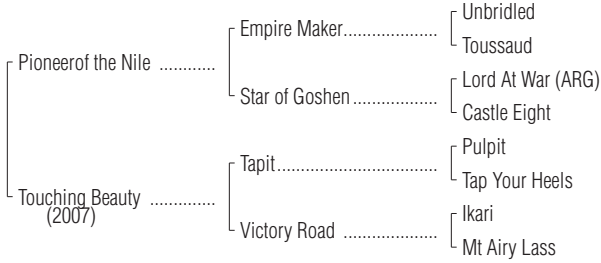 Unbridled
Empire Maker....................
Toussaud
Pioneerof the Nile ............
Lord At War (ARG)
Star of Goshen..................
Castle Eight
Pulpit
Tapit..................................
Tap Your Heels
Touching Beauty ..............
(2007)
Ikari
Victory Road ....................
Mt Airy Lass